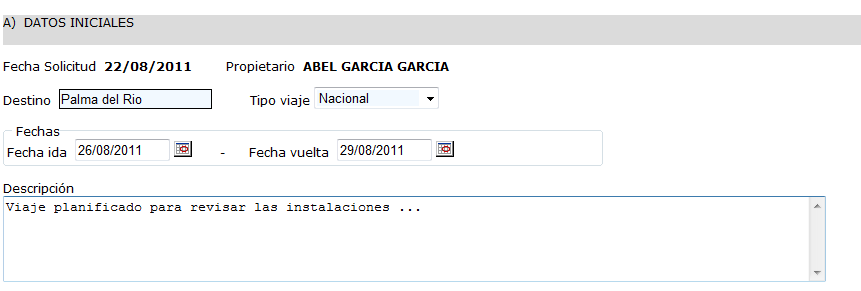 A) DATOS INICIALES
Fecha Solicitud 22/08/2011 Propietario ABEL GARCIA GARCIA
Destino Palma del Rio Tipo viaje Nacional
Fechas
Fecha ida 26/08/2011 - Fecha vuelta 29/08/2011
Descripción
Viaje planificado para revisar las instalaciones ...